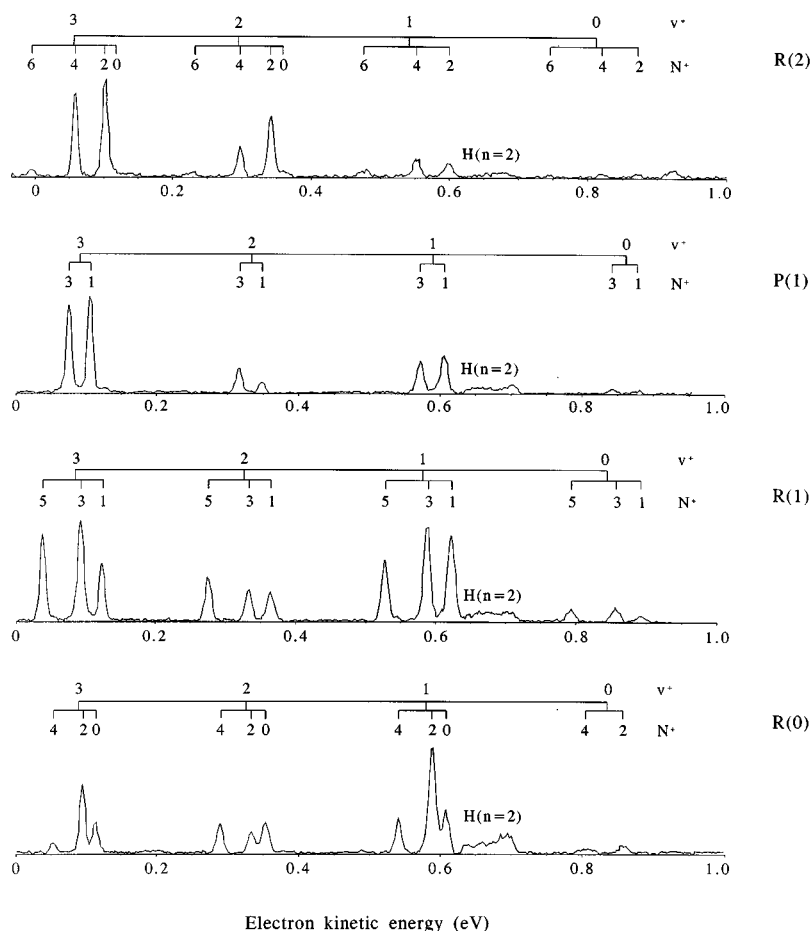 3 2 1 0 v⁺
6 4 2 0 6 4 2 0 6 4 2 6 4 2 N⁺ R(2)
H(n=2)
0 0.2 0.4 0.6 0.8 1.0
3 2 1 0 v⁺
P(1)
3 1 3 1 3 1 3 1 N⁺
H(n=2)
0 0.2 0.4 0.6 0.8 1.0
3 2 1 0 v⁺
5 3 1 5 3 1 5 3 1 5 3 1 N⁺ R(1)
H(n=2)
0 0.2 0.4 0.6 0.8 1.0
3 2 1 0 v⁺
4 2 0 4 2 0 4 2 0 4 2 N⁺ R(0)
H(n=2)
0 0.2 0.4 0.6 0.8 1.0
Electron kinetic energy (eV)